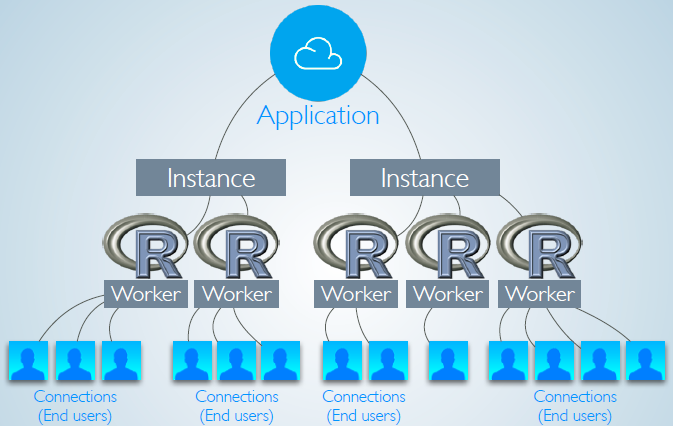 Application
Instance
Instance
R
R
R
R
R
Worker
Worker
Worker
Worker
Worker
Connections
(End users)
Connections
(End users)
Connections
(End users)
Connections
(End users)